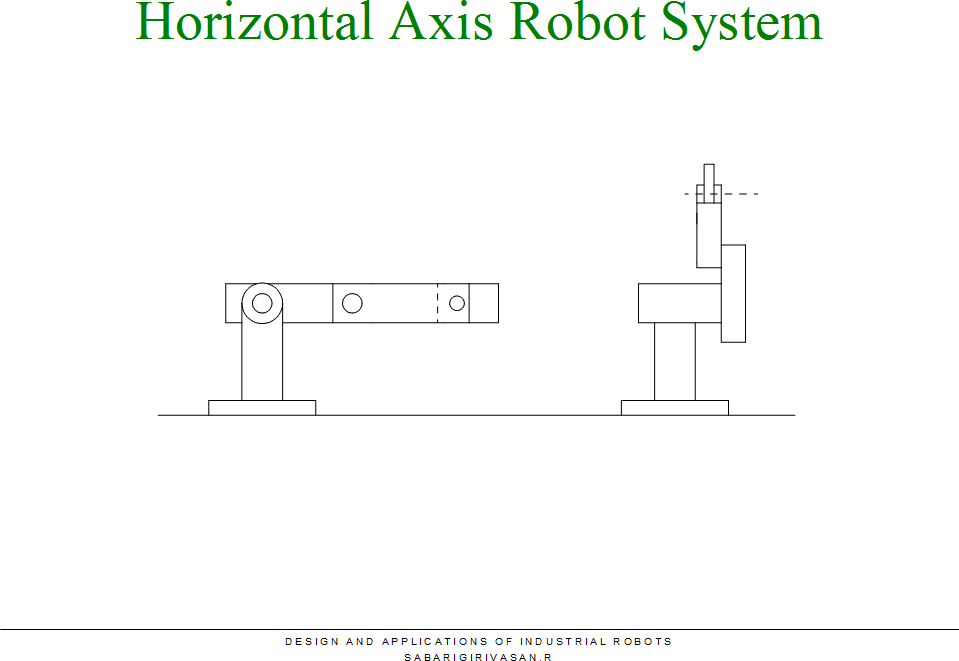 Horizontal Axis Robot System
DESIGN AND APPLICATIONS OF INDUSTRIAL ROBOTS
SABARIGIRIVASAN.R